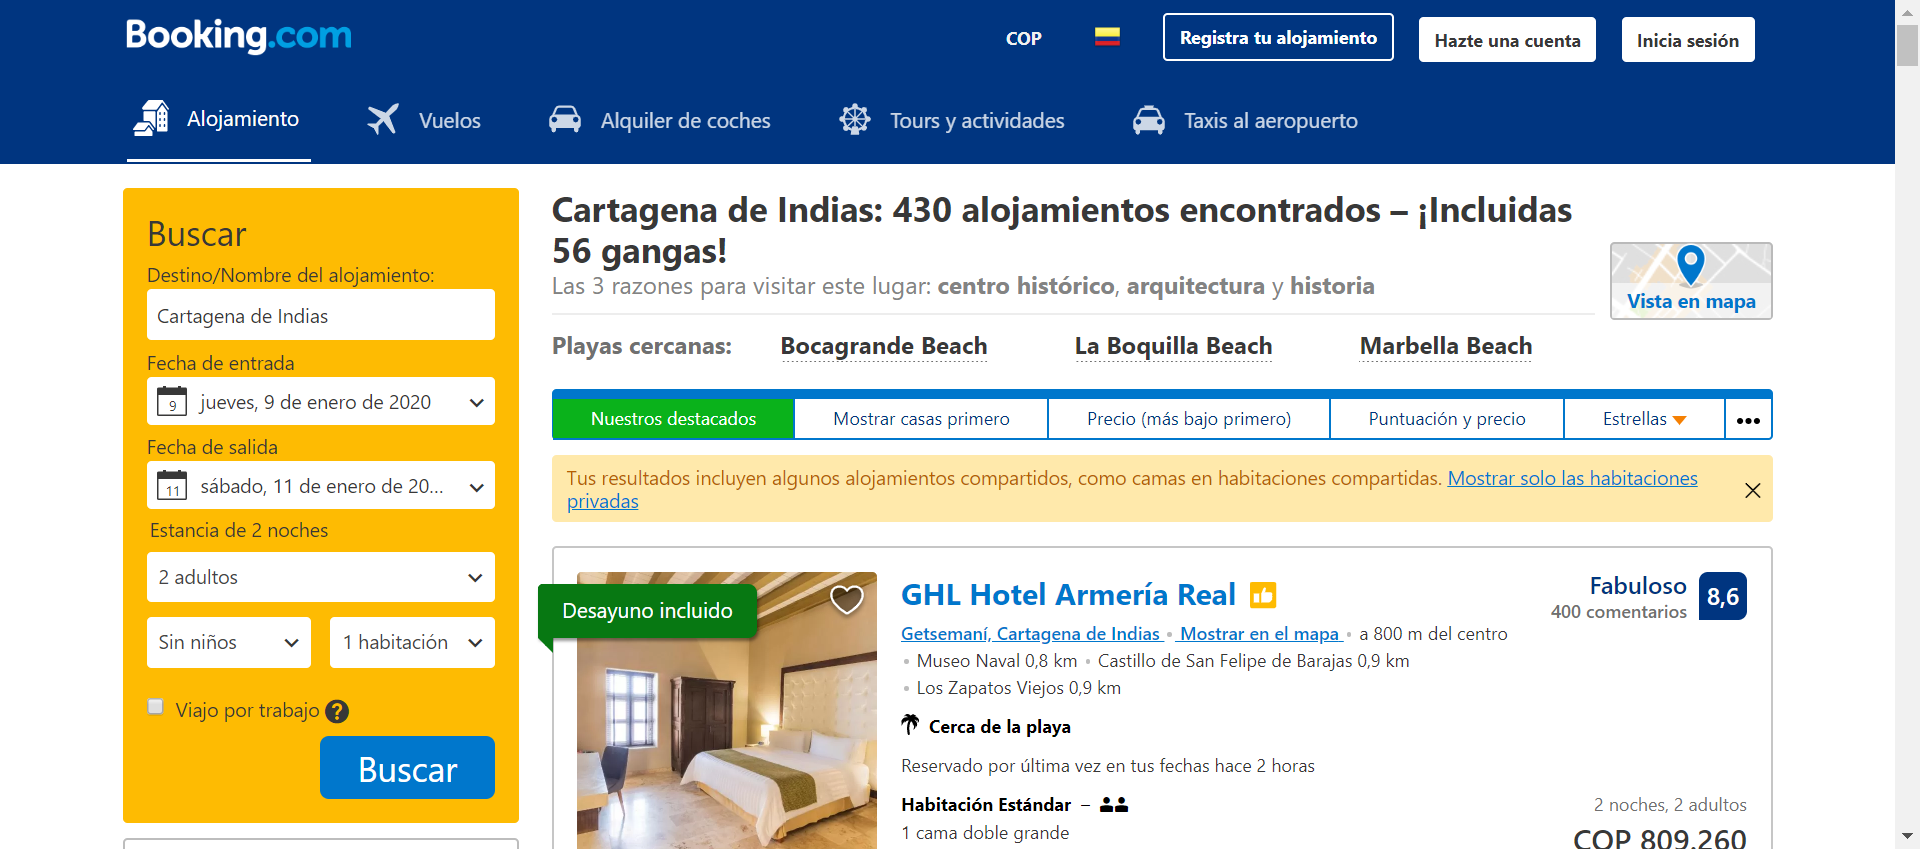 Booking.com
COP
Registra tu alojamiento
Hazte una cuenta
Inicia sesión
Alojamiento
Vuelos
Alquiler de coches
Tours y actividades
Taxis al aeropuerto
Buscar
Destino/Nombre del alojamiento:
Cartagena de Indias
Fecha de entrada
9
jueves, 9 de enero de 2020
Fecha de salida
11
sábado, 11 de enero de 20...
Estancia de 2 noches
2 adultos
Sin niños
1 habitación
Viajo por trabajo ?
Buscar
Cartagena de Indias: 430 alojamientos encontrados – ¡Incluidas
56 gangas!
Las 3 razones para visitar este lugar: centro histórico, arquitectura y historia
Vista en mapa
Playas cercanas:
Bocagrande Beach
La Boquilla Beach
Marbella Beach
Nuestros destacados
Mostrar casas primero
Precio (más bajo primero)
Puntuación y precio
Estrellas
•••
Tus resultados incluyen algunos alojamientos compartidos, como camas en habitaciones compartidas. Mostrar solo las habitaciones
privadas
Desayuno incluido
GHL Hotel Armería Real
Fabuloso
400 comentarios
8,6
Getsemaní, Cartagena de Indias • Mostrar en el mapa • a 800 m del centro
• Museo Naval 0,8 km • Castillo de San Felipe de Barajas 0,9 km
• Los Zapatos Viejos 0,9 km
Cerca de la playa
Reservado por última vez en tus fechas hace 2 horas
Habitación Estándar –
1 cama doble grande
2 noches, 2 adultos
COP 809.260